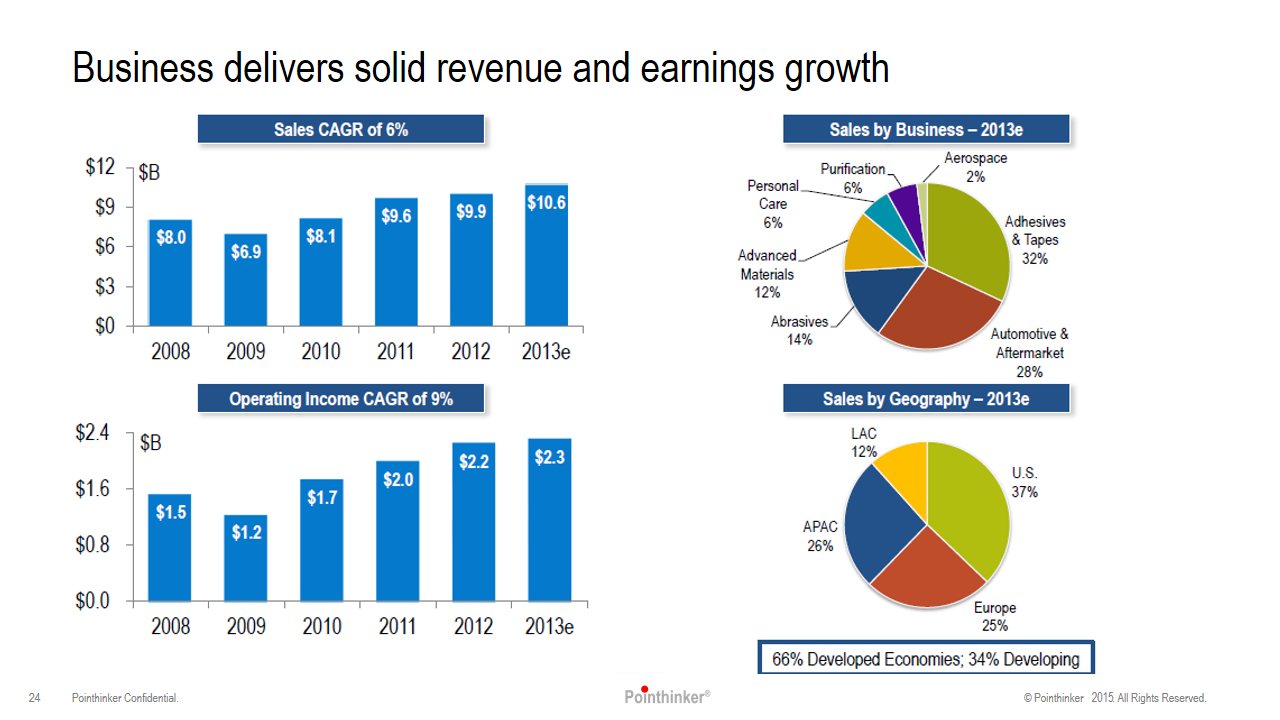 Business delivers solid revenue and earnings growth
Sales CAGR of 6%
$B
$12
$9
$6
$3
$0
$8.0
$6.9
$8.1
$9.6
$9.9
$10.6
2008 2009 2010 2011 2012 2013e
Operating Income CAGR of 9%
$B
$2.4
$1.6
$0.8
$0.0
$1.5
$1.2
$1.7
$2.0
$2.2
$2.3
2008 2009 2010 2011 2012 2013e
Sales by Business – 2013e
Aerospace
2%
Purification
6%
Personal
Care
6%
Advanced
Materials
12%
Abrasives
14%
Adhesives
& Tapes
32%
Automotive &
Aftermarket
28%
Sales by Geography – 2013e
LAC
12%
U.S.
37%
APAC
26%
Europe
25%
66% Developed Economies; 34% Developing
24 Pointhinker Confidential.
Pointhinker®
© Pointhinker 2015. All Rights Reserved.